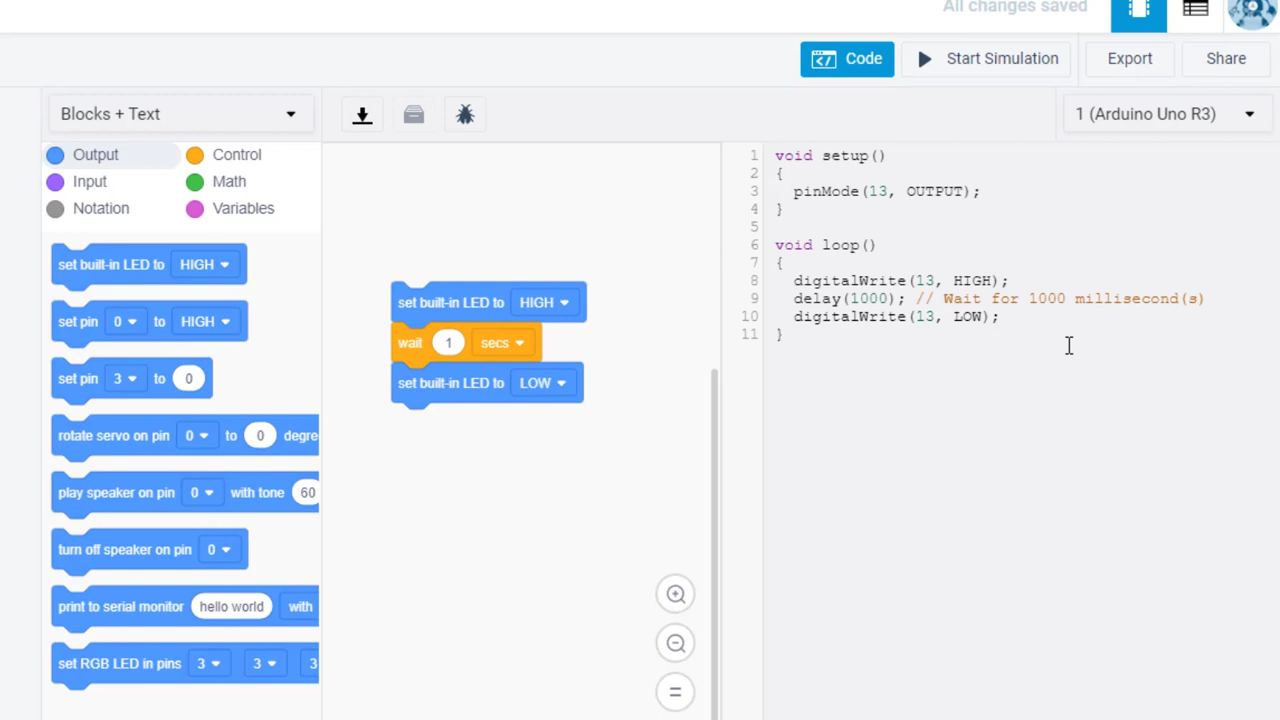 All changes saved
Code
Start Simulation
Export
Share
Blocks + Text
1 (Arduino Uno R3)
Output
Control
Input
Math
Notation
Variables
set built-in LED to HIGH
set pin 0 to HIGH
set pin 3 to 0
rotate servo on pin 0 to 0 degre
play speaker on pin 0 with tone 60
turn off speaker on pin 0
print to serial monitor hello world with
set RGB LED in pins 3 3 3
set built-in LED to HIGH
wait 1 secs
set built-in LED to LOW
1 void setup()
2 {
3 pinMode(13, OUTPUT);
4 }
5
6 void loop()
7 {
8 digitalWrite(13, HIGH);
9 delay(1000); // Wait for 1000 millisecond(s)
10 digitalWrite(13, LOW);
11 }